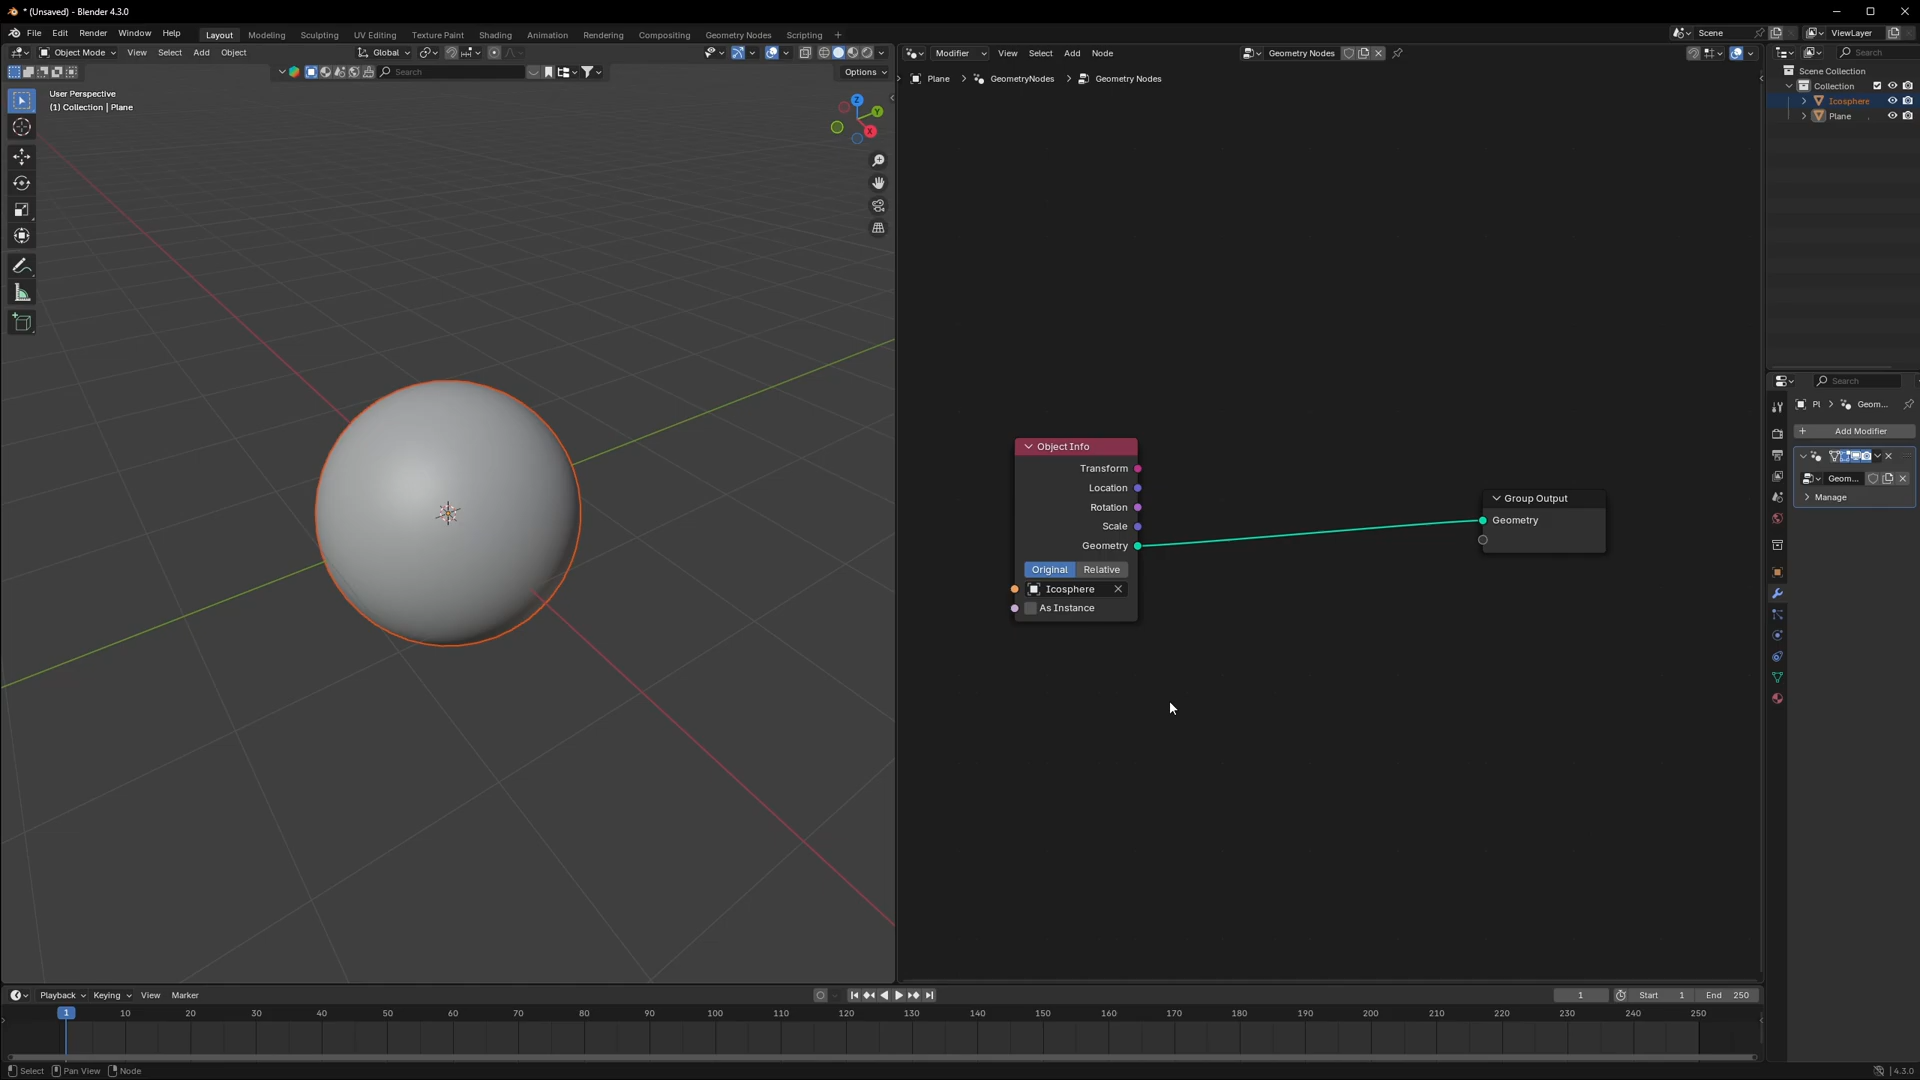 * (Unsaved) - Blender 4.3.0
File Edit Render Window Help
Layout Modeling Sculpting UV Editing Texture Paint Shading Animation Rendering Compositing Geometry Nodes Scripting +
Scene
ViewLayer
Object Mode View Select Add Object
Global
Modifier View Select Add Node
Geometry Nodes
Search
Search
Options
User Perspective
(1) Collection | Plane
Z
Y
X
Plane > GeometryNodes > Geometry Nodes
Object Info
Transform
Location
Rotation
Scale
Geometry
Original Relative
Icosphere
As Instance
Group Output
Geometry
Scene Collection
Collection
Icosphere
Plane
Search
Pl > Geom...
+ Add Modifier
Geom...
Manage
Playback Keying View Marker
1
Start 1
End 250
1 10 20 30 40 50 60 70 80 90 100 110 120 130 140 150 160 170 180 190 200 210 220 230 240 250
Select Pan View Node
4.3.0